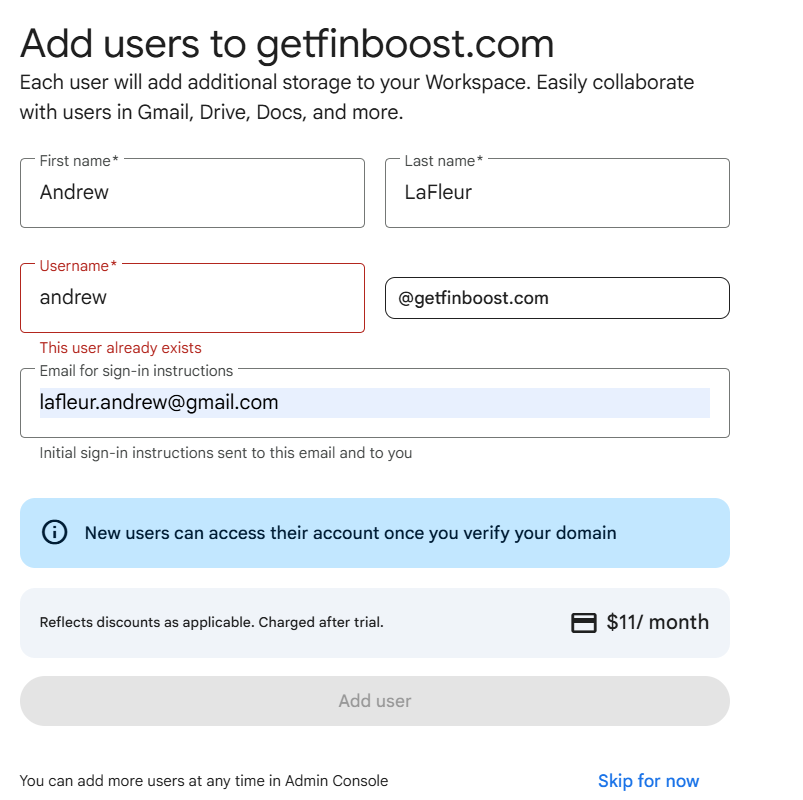 Add users to getfinboost.com
Each user will add additional storage to your Workspace. Easily collaborate
with users in Gmail, Drive, Docs, and more.
First name*
Andrew
Last name*
LaFleur
Username*
andrew
@getfinboost.com
This user already exists
Email for sign-in instructions
lafleur.andrew@gmail.com
Initial sign-in instructions sent to this email and to you
New users can access their account once you verify your domain
Reflects discounts as applicable. Charged after trial.
$11/ month
Add user
You can add more users at any time in Admin Console
Skip for now